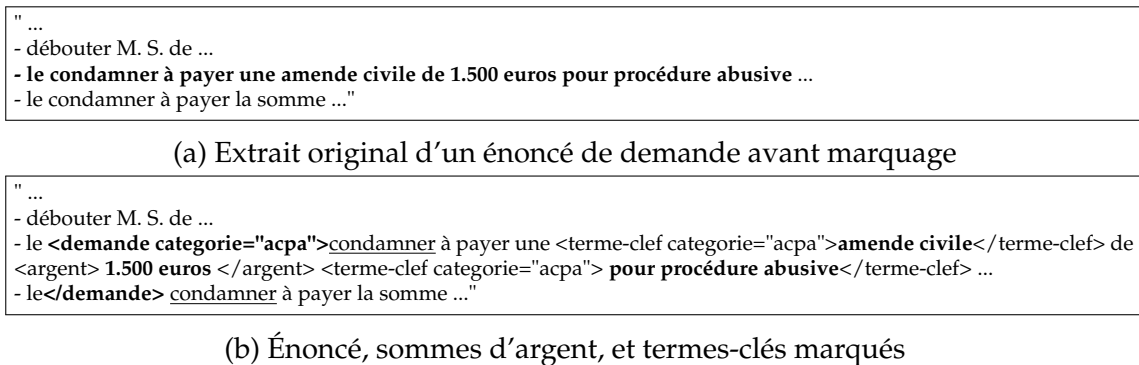 " ...
- débouter M. S. de ...
- le condamner à payer une amende civile de 1.500 euros pour procédure abusive ...
- le condamner à payer la somme ..."
(a) Extrait original d'un énoncé de demande avant marquage
" ...
- débouter M. S. de ...
- le <demande categorie="acpa">condamner à payer une <terme-clef categorie="acpa">amende civile</terme-clef> de
<argent> 1.500 euros </argent> <terme-clef categorie="acpa"> pour procédure abusive</terme-clef> ...
- le</demande> condamner à payer la somme ..."
(b) Énoncé, sommes d'argent, et termes-clés marqués